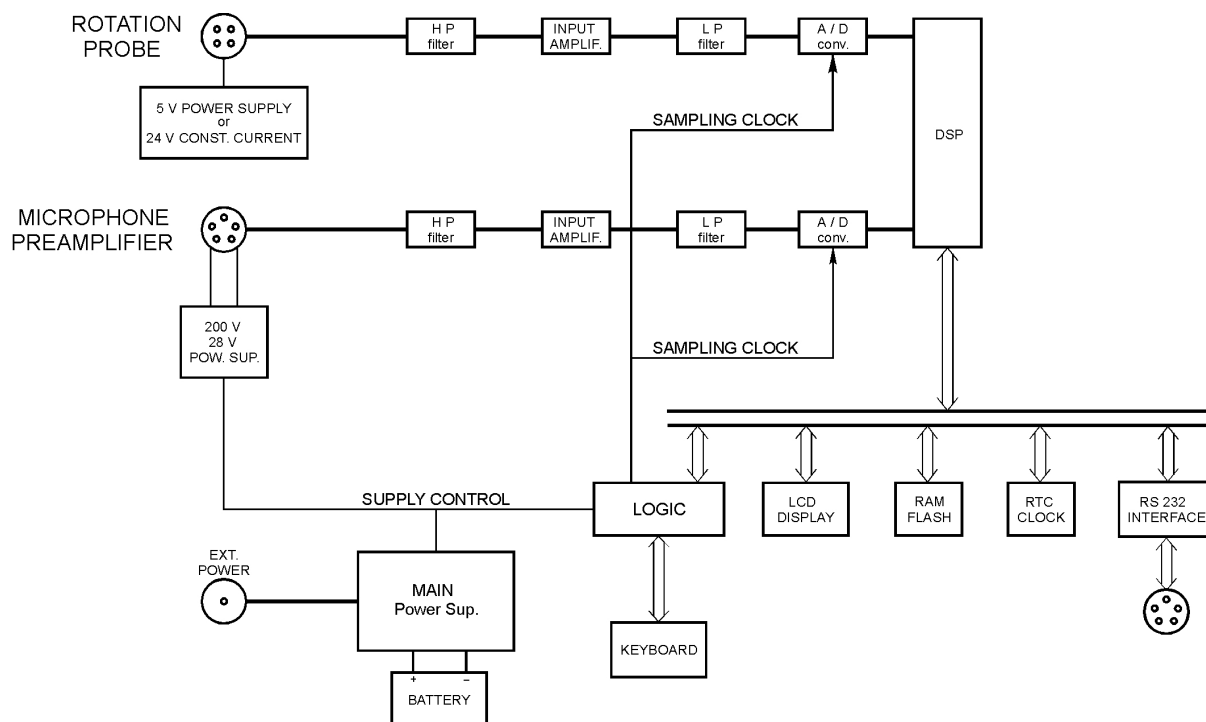 ROTATION
PROBE
H P
filter
INPUT
AMPLIF.
L P
filter
A / D
conv.
5 V POWER SUPPLY
or
24 V CONST. CURRENT
SAMPLING CLOCK
DSP
MICROPHONE
PREAMPLIFIER
H P
filter
INPUT
AMPLIF.
L P
filter
A / D
conv.
200 V
28 V
POW. SUP.
SAMPLING CLOCK
SUPPLY CONTROL
LOGIC
LCD
DISPLAY
RAM
FLASH
RTC
CLOCK
RS 232
INTERFACE
EXT.
POWER
MAIN
Power Sup.
KEYBOARD
+ –
BATTERY